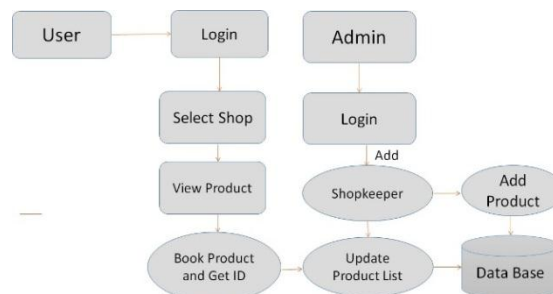 User
Login
Admin
Select Shop
Login
Add
View Product
Shopkeeper
Add
Product
Book Product
and Get ID
Update
Product List
Data Base